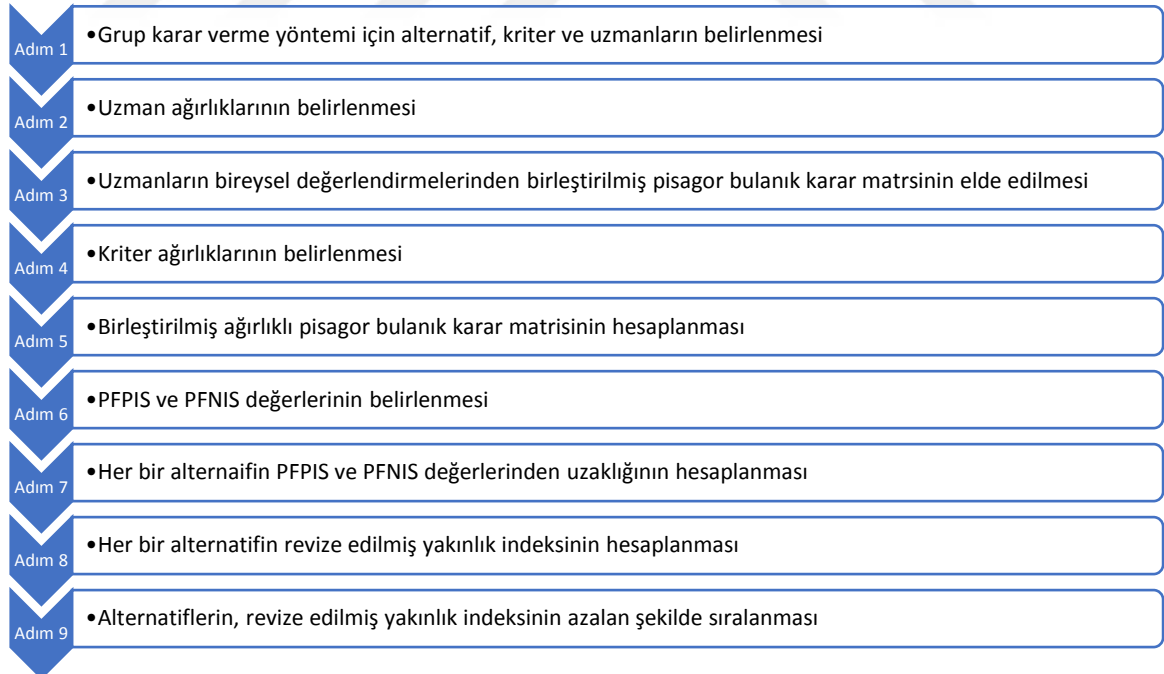 Adım 1
•Grup karar verme yöntemi için alternatif, kriter ve uzmanların belirlenmesi
Adım 2
•Uzman ağırlıklarının belirlenmesi
Adım 3
•Uzmanların bireysel değerlendirmelerinden birleştirilmiş pisagor bulanık karar matrsinin elde edilmesi
Adım 4
•Kriter ağırlıklarının belirlenmesi
Adım 5
•Birleştirilmiş ağırlıklı pisagor bulanık karar matrisinin hesaplanması
Adım 6
•PFPIS ve PFNIS değerlerinin belirlenmesi
Adım 7
•Her bir alternaifin PFPIS ve PFNIS değerlerinden uzaklığının hesaplanması
Adım 8
•Her bir alternatifin revize edilmiş yakınlık indeksinin hesaplanması
Adım 9
•Alternatiflerin, revize edilmiş yakınlık indeksinin azalan şekilde sıralanması